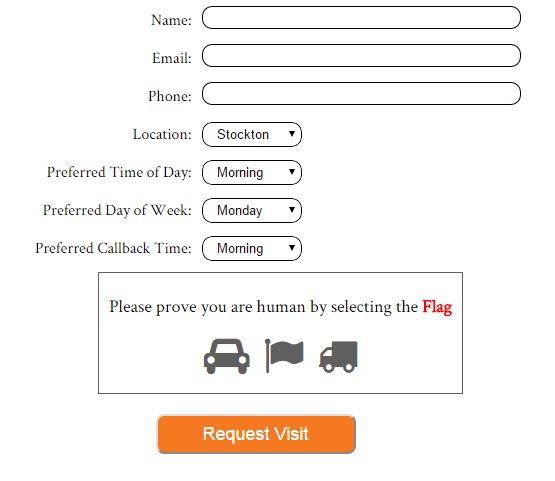 Name:
Email:
Phone:
Location: Stockton
Preferred Time of Day: Morning
Preferred Day of Week: Monday
Preferred Callback Time: Morning
Please prove you are human by selecting the Flag
Request Visit